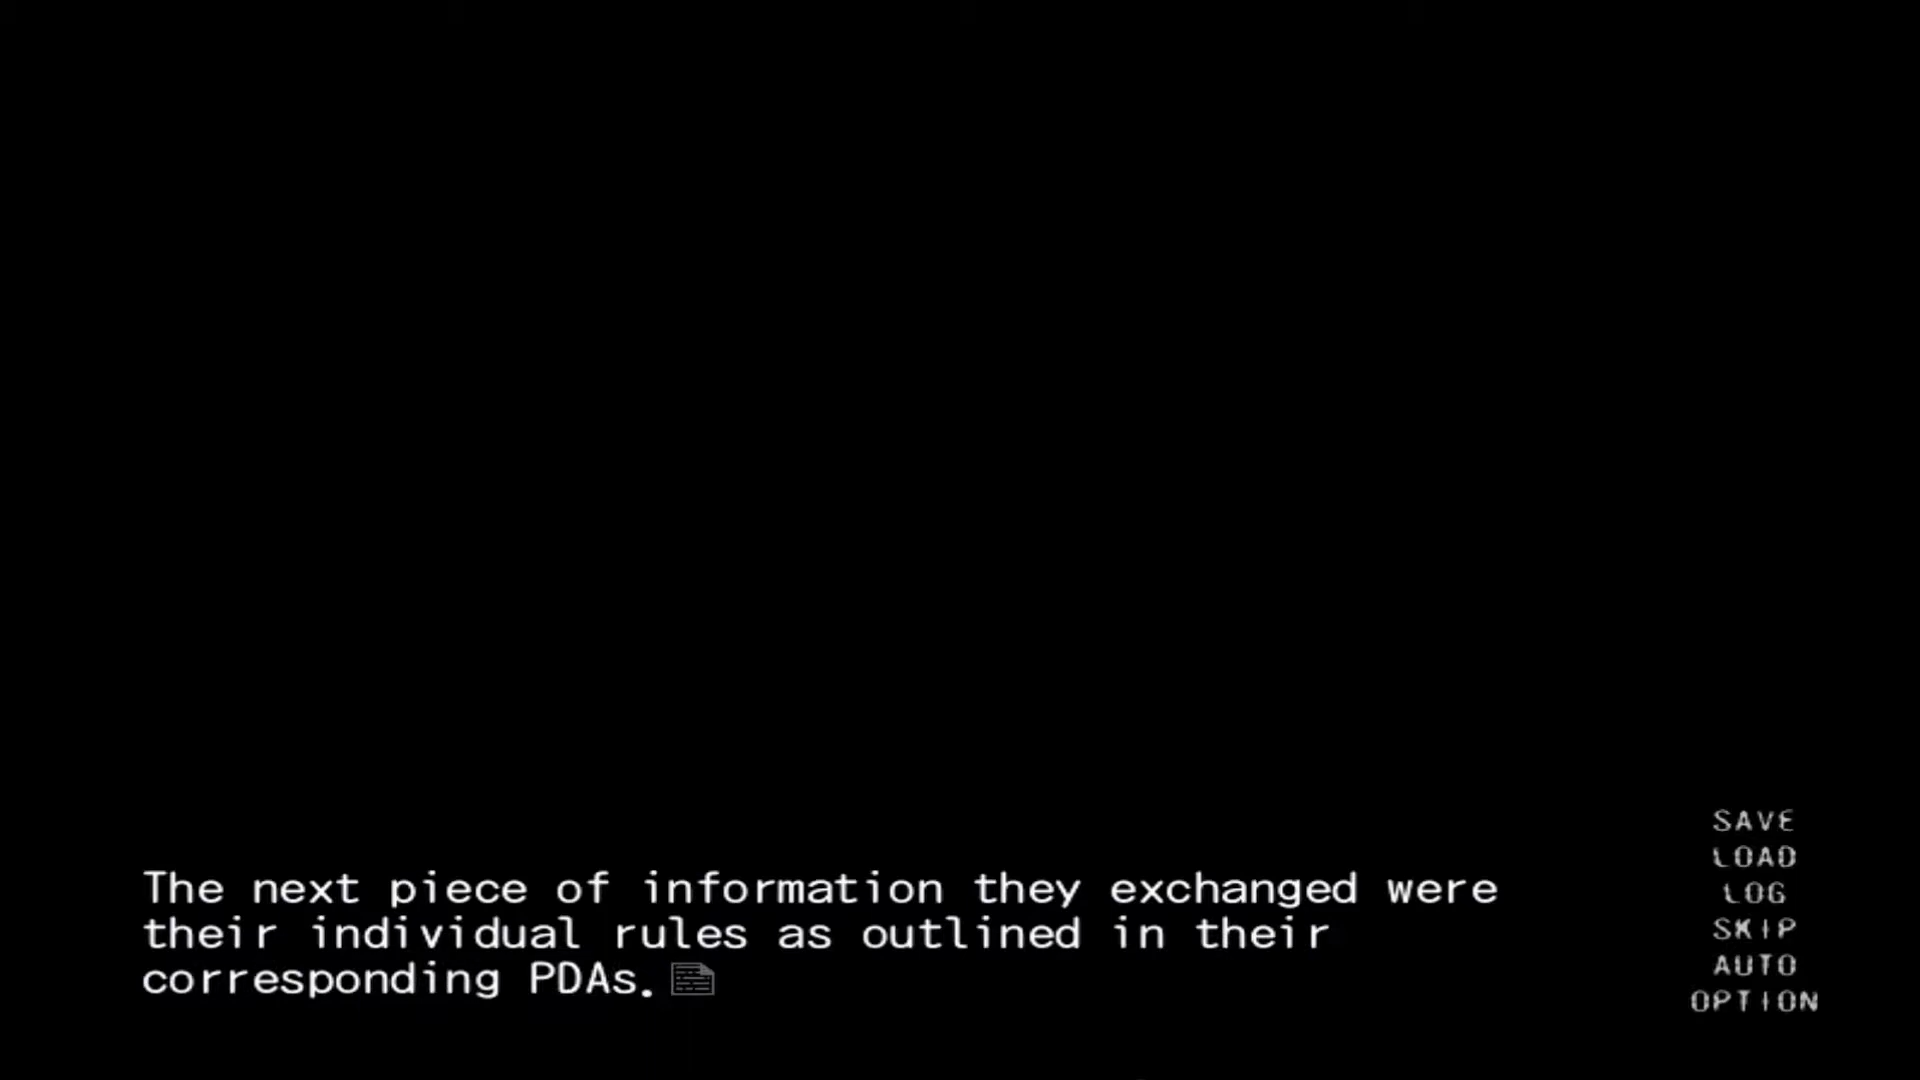 The next piece of information they exchanged were
their individual rules as outlined in their
corresponding PDAs.
SAVE
LOAD
LOG
SKIP
AUTO
OPTION